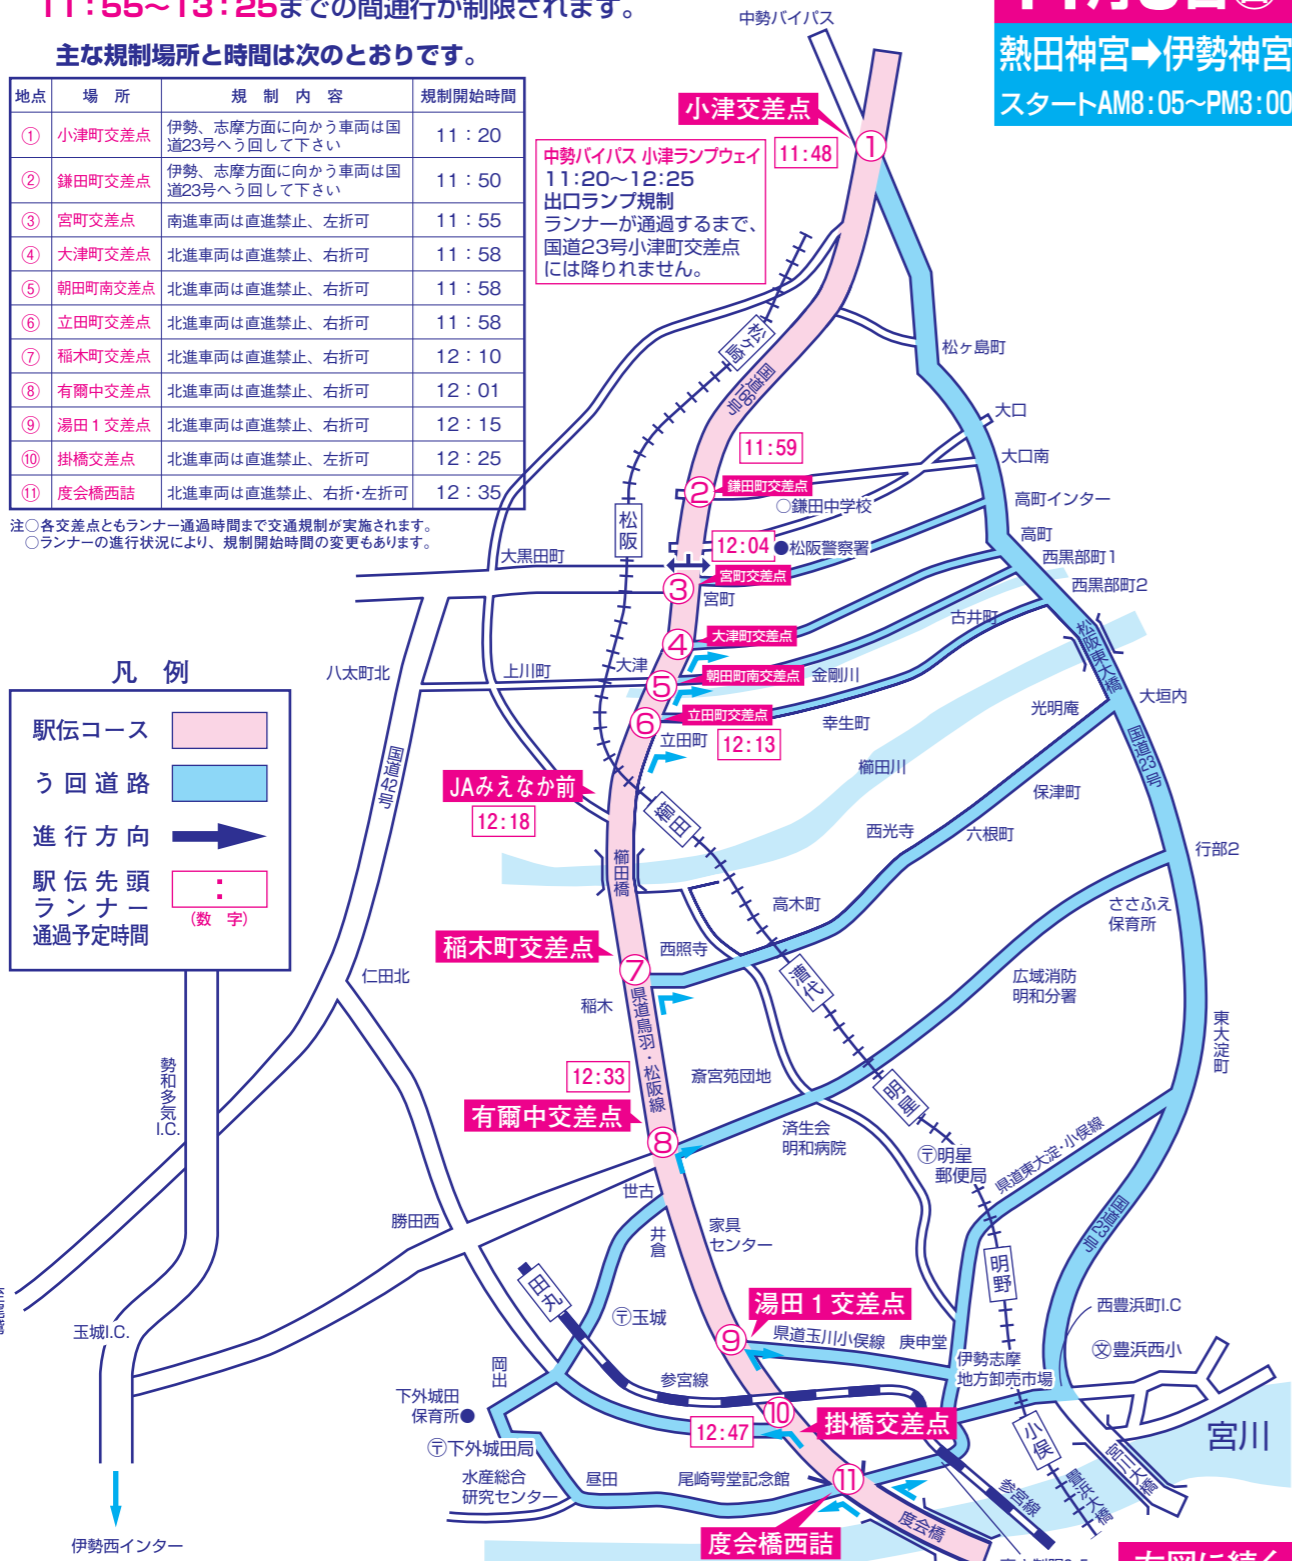 11：55～13：25までの間通行が制限されます。
主な規制場所と時間は次のとおりです。
地点 場所 規制内容 規制開始時間
① 小津町交差点 伊勢、志摩方面に向かう車両は国
道23号へう回して下さい 11：20
② 鎌田町交差点 伊勢、志摩方面に向かう車両は国
道23号へう回して下さい 11：50
③ 宮町交差点 南進車両は直進禁止、左折可 11：55
④ 大津町交差点 北進車両は直進禁止、右折可 11：58
⑤ 朝田町南交差点 北進車両は直進禁止、右折可 11：58
⑥ 立田町交差点 北進車両は直進禁止、右折可 11：58
⑦ 稲木町交差点 北進車両は直進禁止、右折可 12：10
⑧ 有爾中交差点 北進車両は直進禁止、右折可 12：01
⑨ 湯田１交差点 北進車両は直進禁止、右折可 12：15
⑩ 掛橋交差点 北進車両は直進禁止、左折可 12：25
⑪ 度会橋西詰 北進車両は直進禁止、右折・左折可 12：35
注○各交差点ともランナー通過時間まで交通規制が実施されます。
○ランナーの進行状況により、規制開始時間の変更もあります。
熱田神宮➡伊勢神宮
スタートAM8：05～PM3：00
中勢バイパス
小津交差点
11:48
①
中勢バイパス 小津ランプウェイ
11:20～12:25
出口ランプ規制
ランナーが通過するまで、
国道23号小津町交差点
には降りれません。
松ヶ崎
国道166号
松ヶ島町
大口
大口南
11:59
②
鎌田町交差点
○鎌田中学校
高町インター
松阪
12:04
●松阪警察署
高町
大黒田町
宮町交差点
西黒部町1
③
宮町
西黒部町2
古井町
④
大津町交差点
松阪東大橋
八太町北
上川町
大津
⑤
朝田町南交差点
金剛川
大垣内
光明庵
⑥
立田町交差点
幸生町
立田町
12:13
国道23号
国道42号
櫛田川
JAみえなか前
12:18
櫛田
保津町
西光寺
六根町
行部2
櫛田橋
高木町
ささふえ
保育所
稲木町交差点
西照寺
⑦
仁田北
漕代
広域消防
明和分署
稲木
県道鳥羽・松阪線
東大淀町
勢和多気
I.C.
12:33
斎宮苑団地
明星
有爾中交差点
済生会
明和病院
⑧
〒明星
郵便局
県道東大淀・小俣線
世古
勝田西
井倉
家具
センター
国道23号
明野
田丸
湯田１交差点
西豊浜町I.C
玉城I.C.
〒玉城
⑨
県道玉川小俣線
庚申堂
文豊浜西小
伊勢志摩
地方卸売市場
岡出
参宮線
下外城田
保育所●
⑩
掛橋交差点
小俣
宮川
12:47
〒下外城田局
宮川大橋
水産総合
研究センター
昼田
尾崎咢堂記念館
⑪
参宮線
豊浜大橋
度会橋
度会橋西詰
伊勢西インター
凡例
駅伝コース
う回道路
進行方向
駅伝先頭
ランナー
通過予定時間
：
(数字)